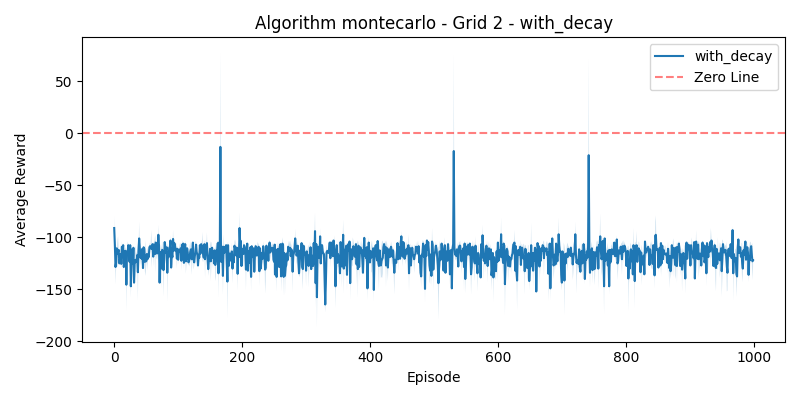 Algorithm montecarlo - Grid 2 - with_decay
with_decay
Zero Line
50
0
−50
−100
−150
−200
Average Reward
0
200
400
600
800
1000
Episode